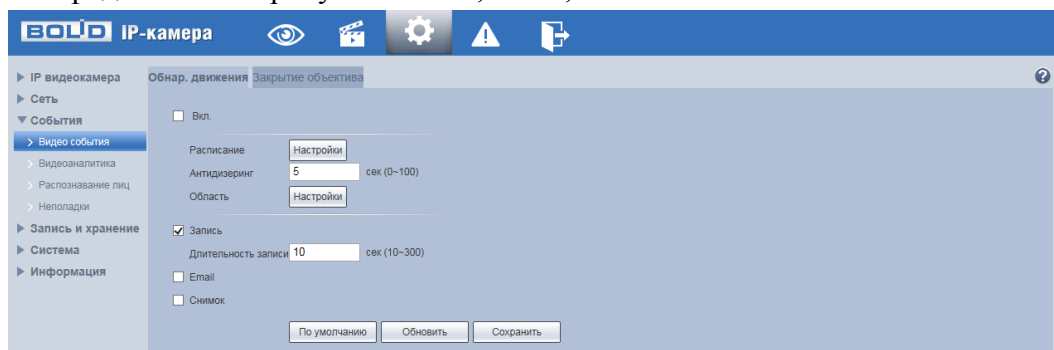 BOLID IP-камера
IP видеокамера
Обнар. движения Закрытие объектива
Сеть
События
Вкл.
Видео события
Расписание Настройки
Видеоаналитика
Антидизеринг 5 сек (0~100)
Распознавание лиц
Область Настройки
Неполадки
Запись и хранение
Запись
Система
Длительность записи 10 сек (10~300)
Информация
Email
Снимок
По умолчанию Обновить Сохранить